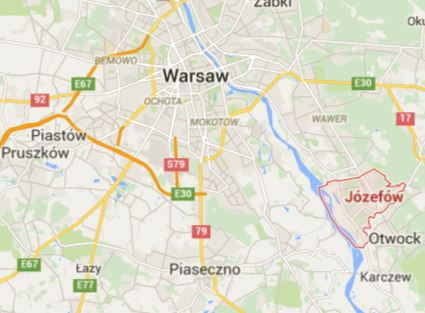 Ząbki
Oku
BEMOWO
E67
Warsaw
E30
92
OCHOTA
MOKOTÓW
WAWER
17
Piastów
Pruszków
S79
E30
Józefów
79
Otwock
E67
Łazy
Piaseczno
Karczew
E77